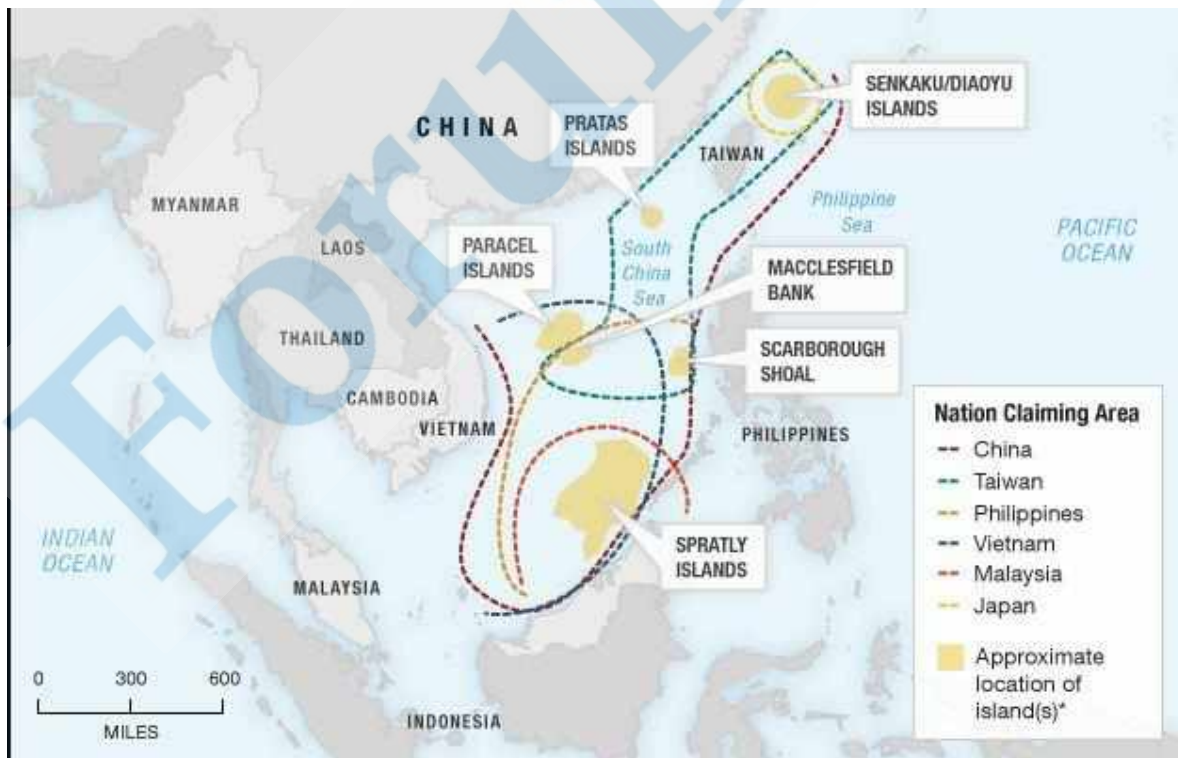 Forum
SENKAKU/DIAOYU
ISLANDS
CHINA
PRATAS
ISLANDS
TAIWAN
MYANMAR
Philippine
Sea
PACIFIC
OCEAN
LAOS
PARACEL
ISLANDS
South
China
Sea
MACCLESFIELD
BANK
THAILAND
SCARBOROUGH
SHOAL
CAMBODIA
VIETNAM
PHILIPPINES
Nation Claiming Area
China
Taiwan
Philippines
Vietnam
Malaysia
Japan
Approximate
location of
island(s)*
INDIAN
OCEAN
SPRATLY
ISLANDS
MALAYSIA
0 300 600
MILES
INDONESIA